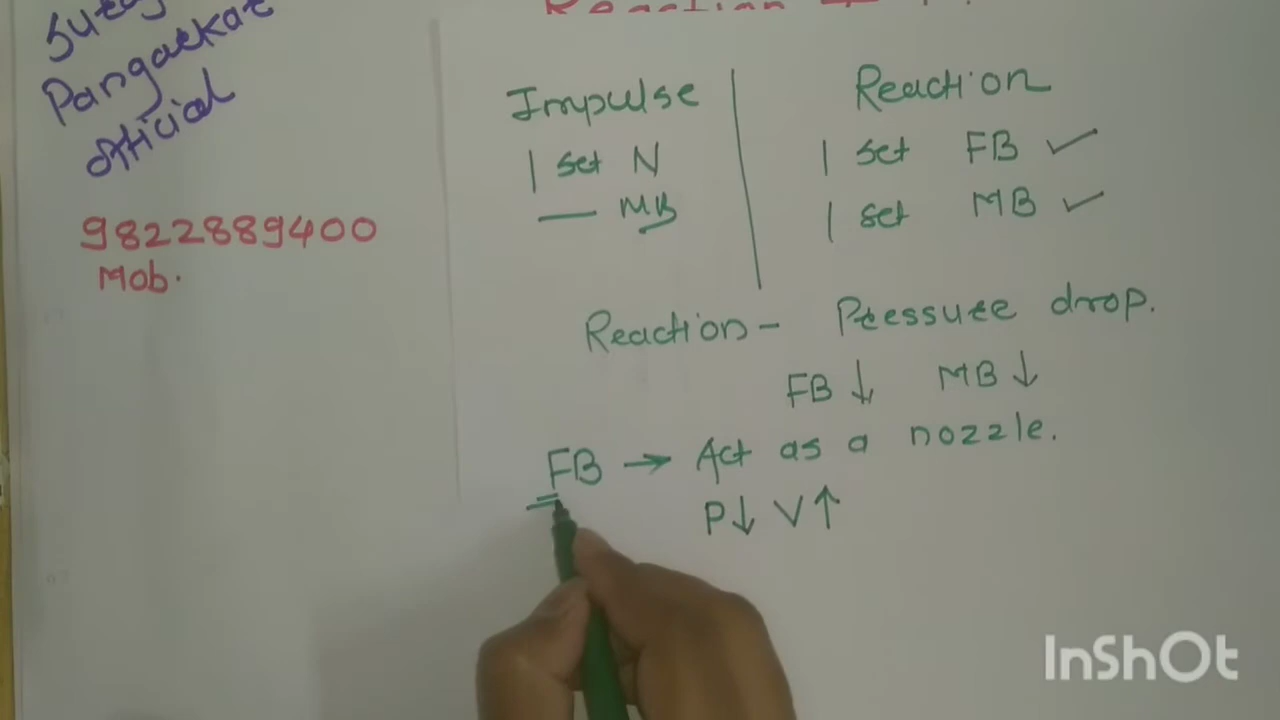 Pangarkar
official
9822889400
Mob.
Reaction
Impulse
1 set N
— MB
Reaction
1 set FB ✓
1 set MB ✓
Reaction - Pressure drop.
FB ↓ MB ↓
FB → Act as a nozzle.
P↓ V↑
InShOt